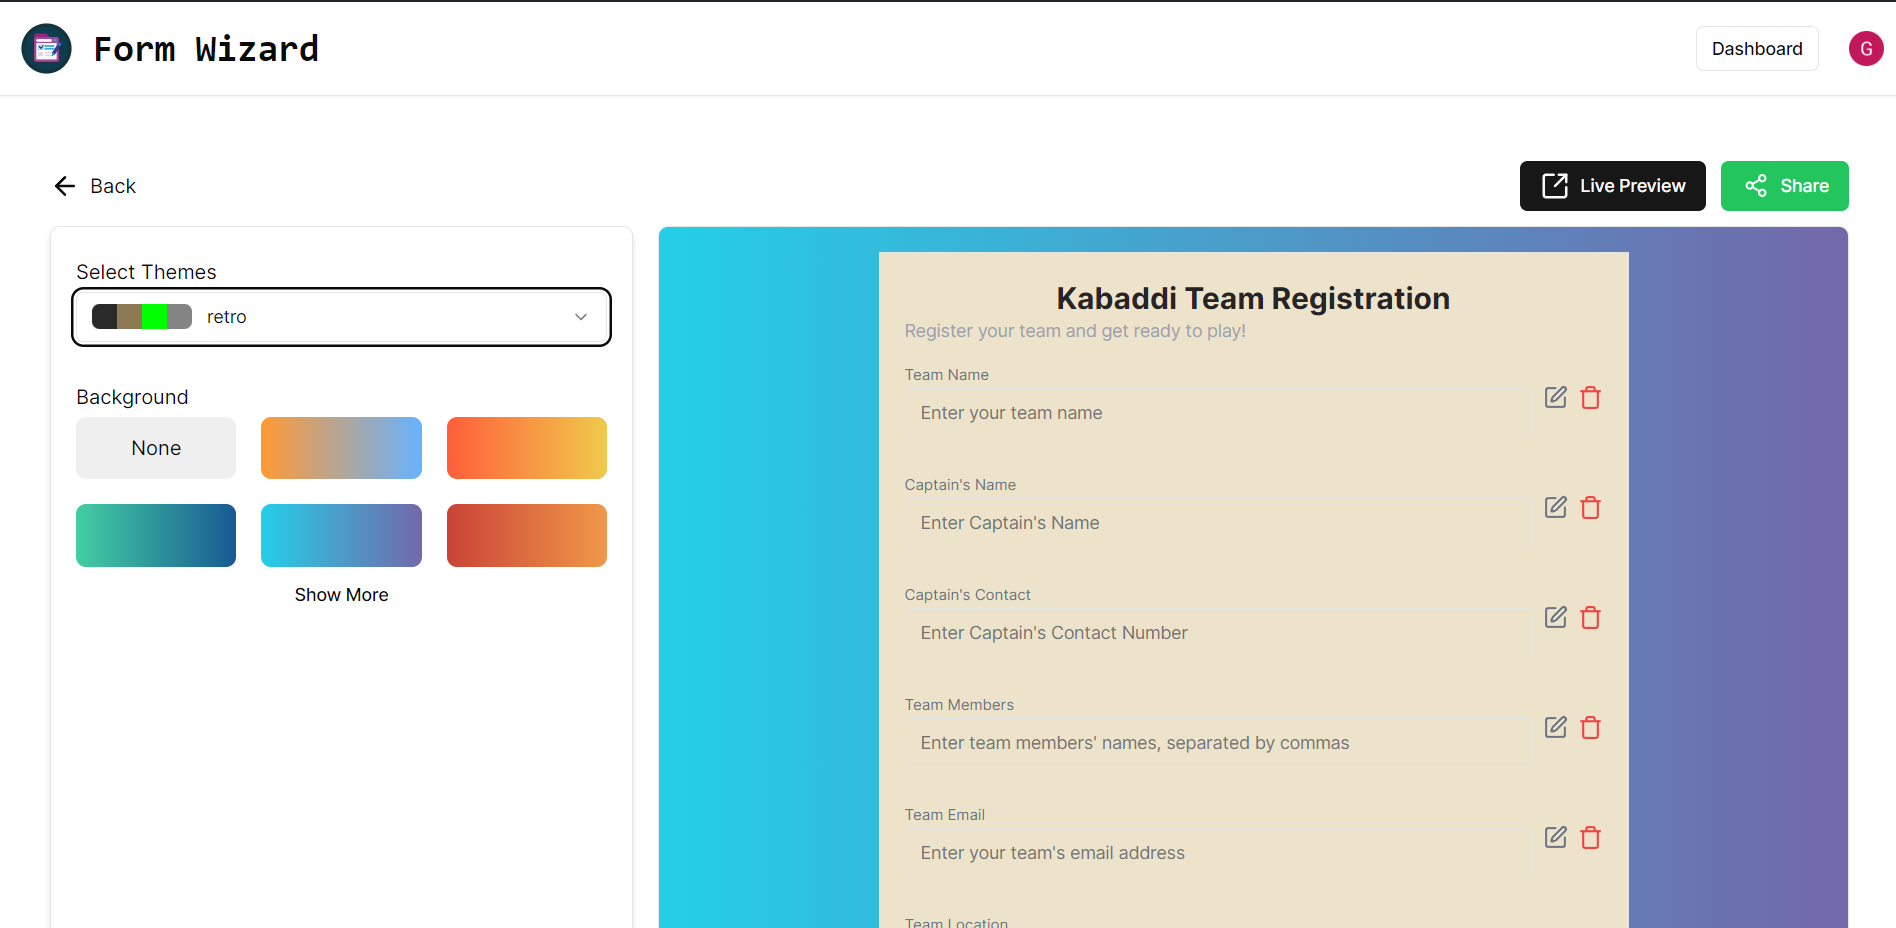 Form Wizard
Dashboard
G
Back
Live Preview
Share
Select Themes
retro
Background
None
Show More
Kabaddi Team Registration
Register your team and get ready to play!
Team Name
Enter your team name
Captain's Name
Enter Captain's Name
Captain's Contact
Enter Captain's Contact Number
Team Members
Enter team members' names, separated by commas
Team Email
Enter your team's email address
Team Location